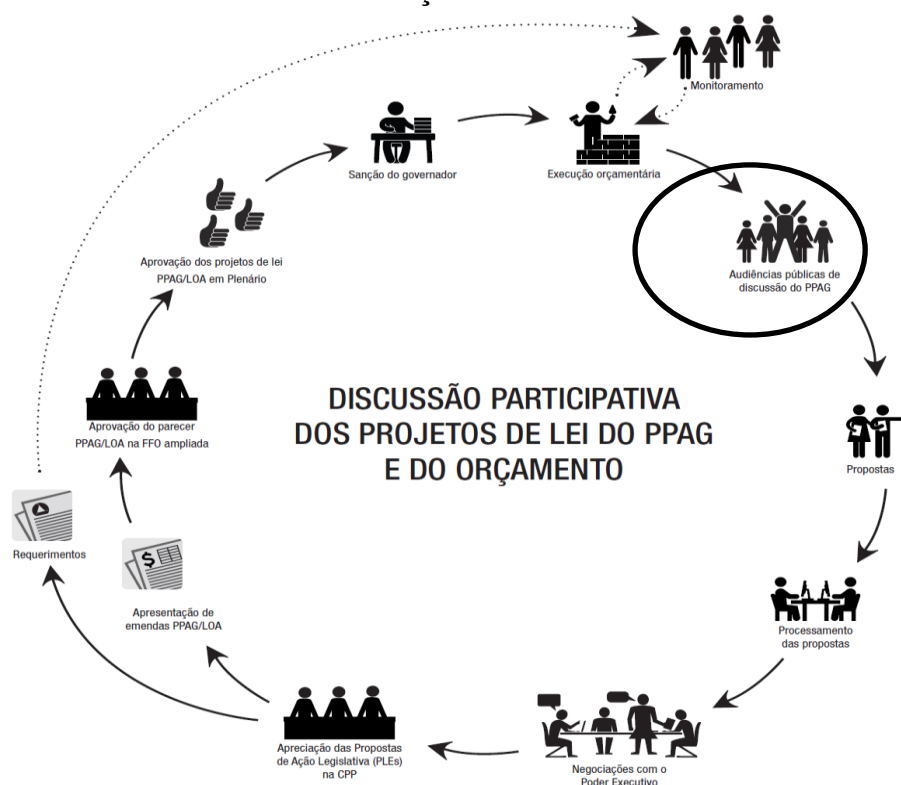 Monitoramento
Sanção do governador
Execução orçamentária
Audiências públicas de
discussão do PPAG
Aprovação dos projetos de lei
PPAG/LOA em Plenário
DISCUSSÃO PARTICIPATIVA
DOS PROJETOS DE LEI DO PPAG
E DO ORÇAMENTO
Aprovação do parecer
PPAG/LOA na FFO ampliada
Propostas
Requerimentos
$
Apresentação de
emendas PPAG/LOA
Processamento
das propostas
Apreciação das Propostas
de Ação Legislativa (PLEs)
na CPP
Negociações com o
Poder Executivo